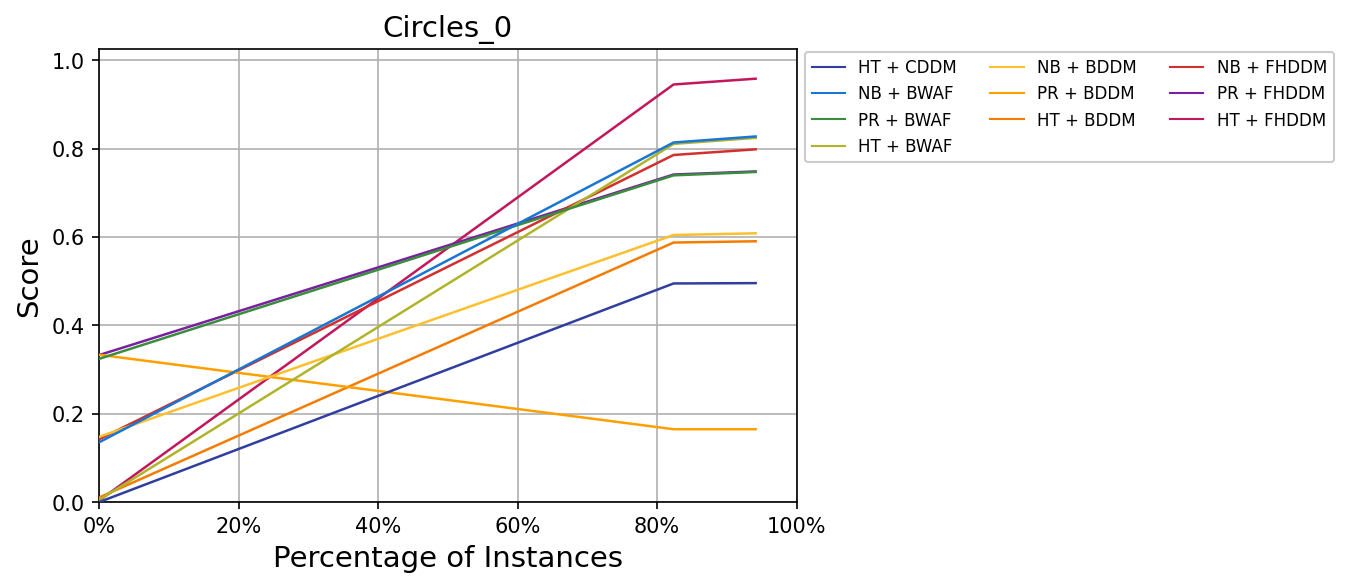 Circles_0
1.0
0.8
0.6
0.4
0.2
0.0
Score
0%
20%
40%
60%
80%
100%
Percentage of Instances
HT + CDDM
NB + BWAF
PR + BWAF
HT + BWAF
NB + BDDM
PR + BDDM
HT + BDDM
NB + FHDDM
PR + FHDDM
HT + FHDDM